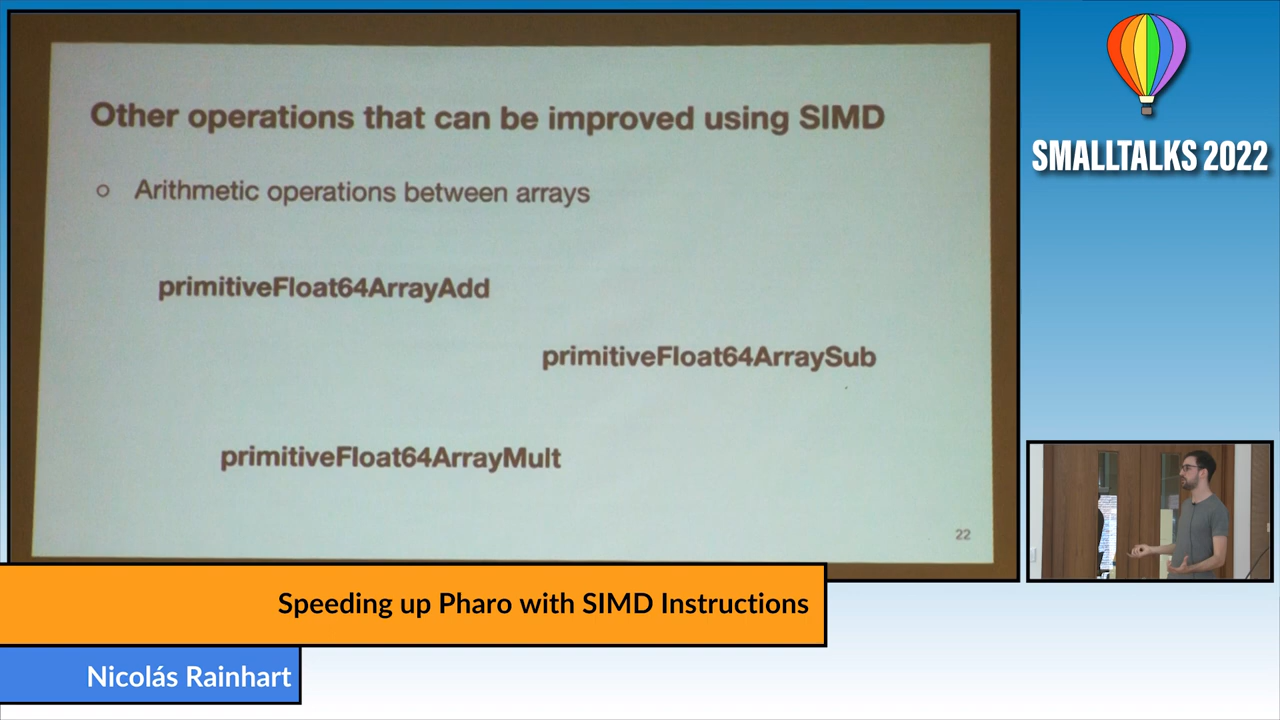 Other operations that can be improved using SIMD
○ Arithmetic operations between arrays
primitiveFloat64ArrayAdd
primitiveFloat64ArraySub
primitiveFloat64ArrayMult
22
SMALLTALKS 2022
Speeding up Pharo with SIMD Instructions
Nicolás Rainhart